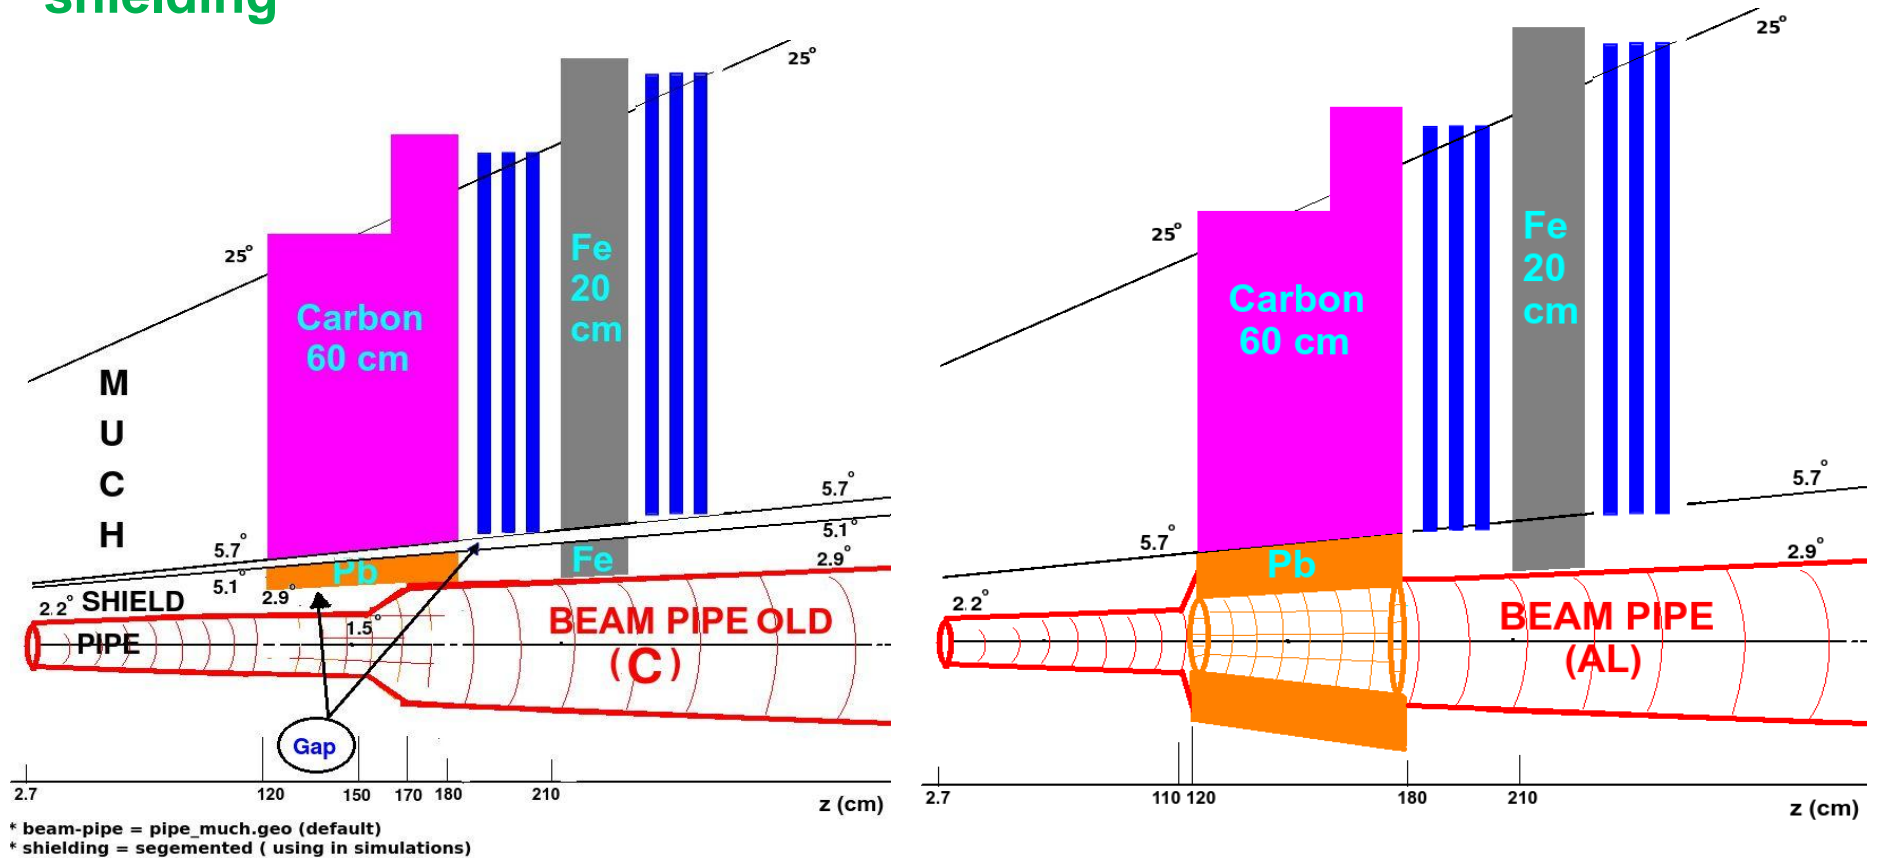 shielding
25°
25°
Carbon
60 cm
Fe
20
cm
M
U
C
H
5.7°
5.1°
5.7°
5.1°
2.9°
2.2° SHIELD
PIPE
2.9°
Pb
Fe
1.5°
BEAM PIPE OLD
(C)
Gap
2.7
120
150
170
180
210
z (cm)
* beam-pipe = pipe_much.geo (default)
* shielding = segemented ( using in simulations)
25°
25°
Carbon
60 cm
Fe
20
cm
5.7°
5.7°
2.9°
2.2°
Pb
BEAM PIPE
(AL)
2.7
110
120
180
210
z (cm)